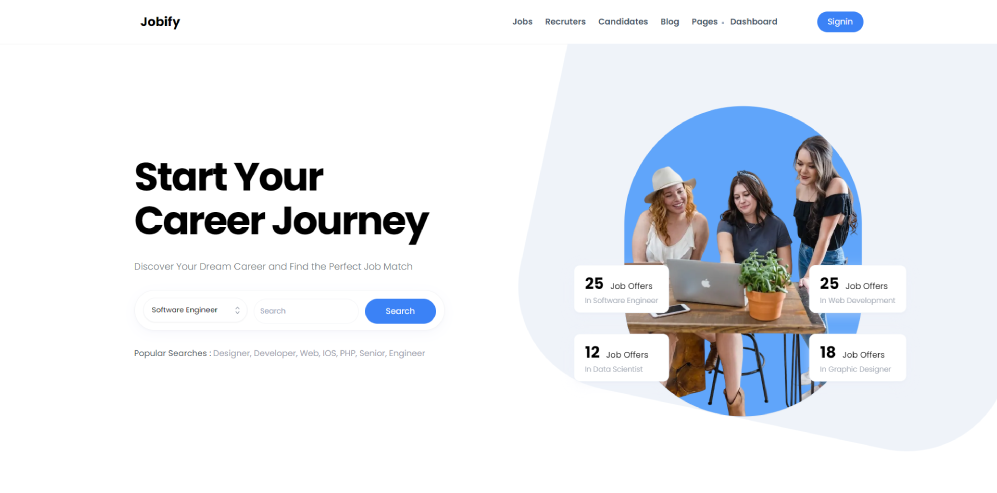 Jobify
Jobs Recruters Candidates Blog Pages Dashboard Signin
Start Your
Career Journey
Discover Your Dream Career and Find the Perfect Job Match
Software Engineer Search Search
Popular Searches : Designer, Developer, Web, IOS, PHP, Senior, Engineer
25 Job Offers
In Software Engineer
25 Job Offers
In Web Development
12 Job Offers
In Data Scientist
18 Job Offers
In Graphic Designer